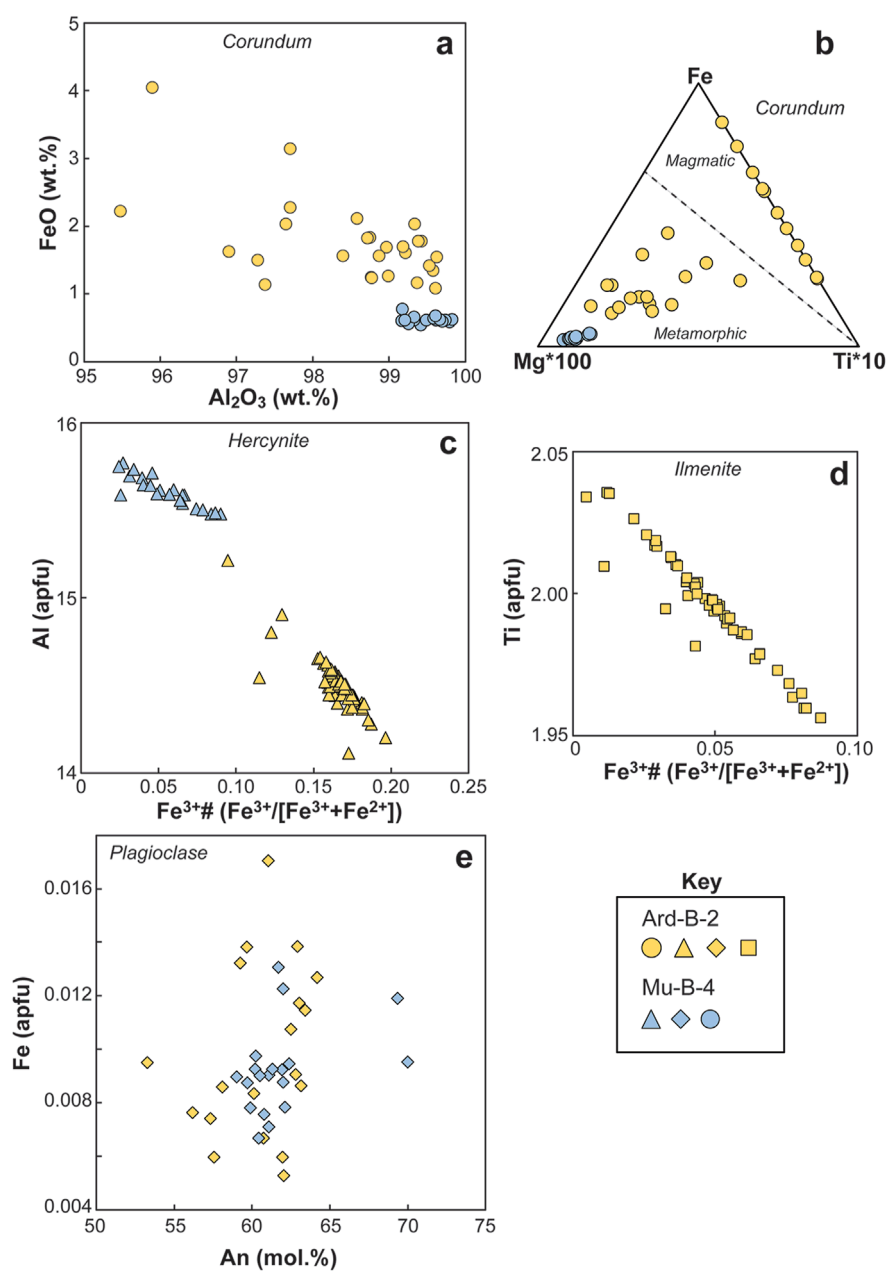 a
Corundum
5
4
3
2
1
0
FeO (wt.%)
95 96 97 98 99 100
Al₂O₃ (wt.%)
b
Fe
Corundum
Magmatic
Metamorphic
Mg*100 Ti*10
c
Hercynite
16
15
14
Al (apfu)
0 0.05 0.10 0.15 0.20 0.25
Fe³⁺# (Fe³⁺/[Fe³⁺+Fe²⁺])
d
Ilmenite
2.05
2.00
1.95
Ti (apfu)
0 0.05 0.10
Fe³⁺# (Fe³⁺/[Fe³⁺+Fe²⁺])
e
Plagioclase
0.016
0.012
0.008
0.004
Fe (apfu)
50 55 60 65 70 75
An (mol.%)
Key
Ard-B-2
Mu-B-4